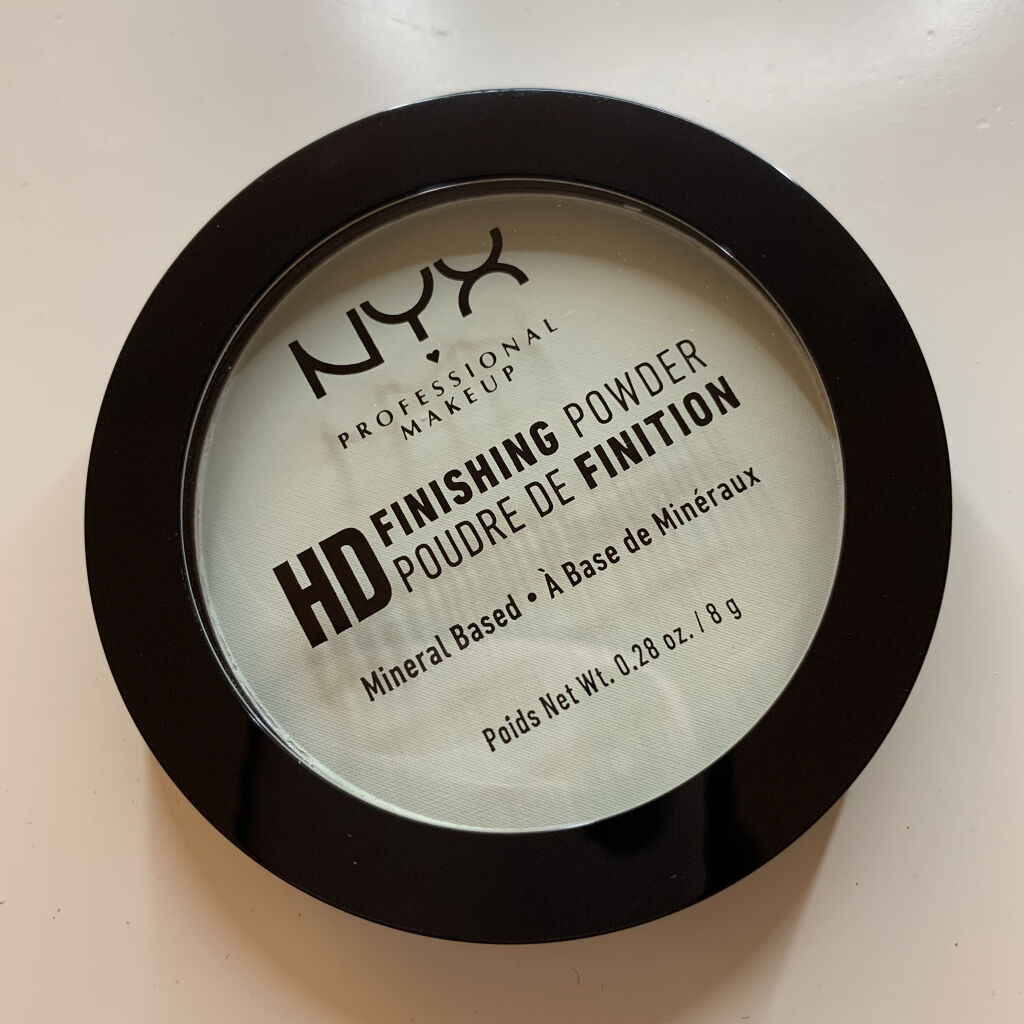 NYX
PROFESSIONAL
MAKEUP
HD FINISHING POWDER
POUDRE DE FINITION
Mineral Based • À Base de Minéraux
Poids Net Wt. 0.28 oz. / 8 g